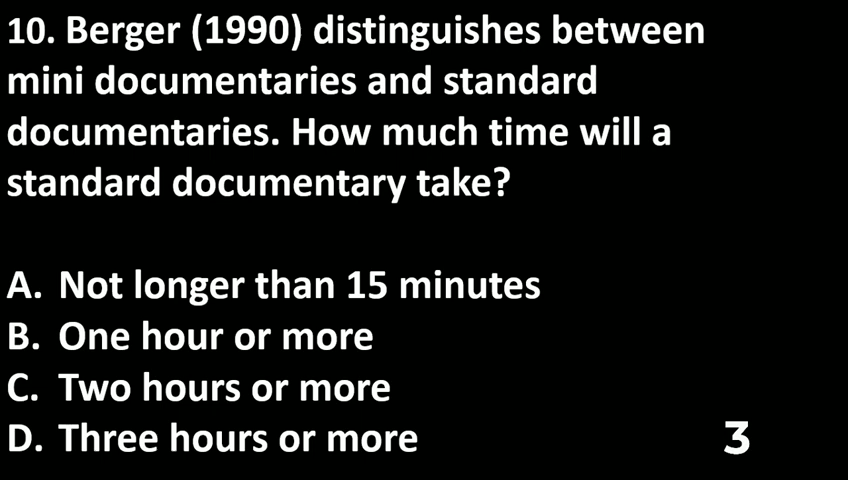 10. Berger (1990) distinguishes between
mini documentaries and standard
documentaries. How much time will a
standard documentary take?
A. Not longer than 15 minutes
B. One hour or more
C. Two hours or more
D. Three hours or more
3